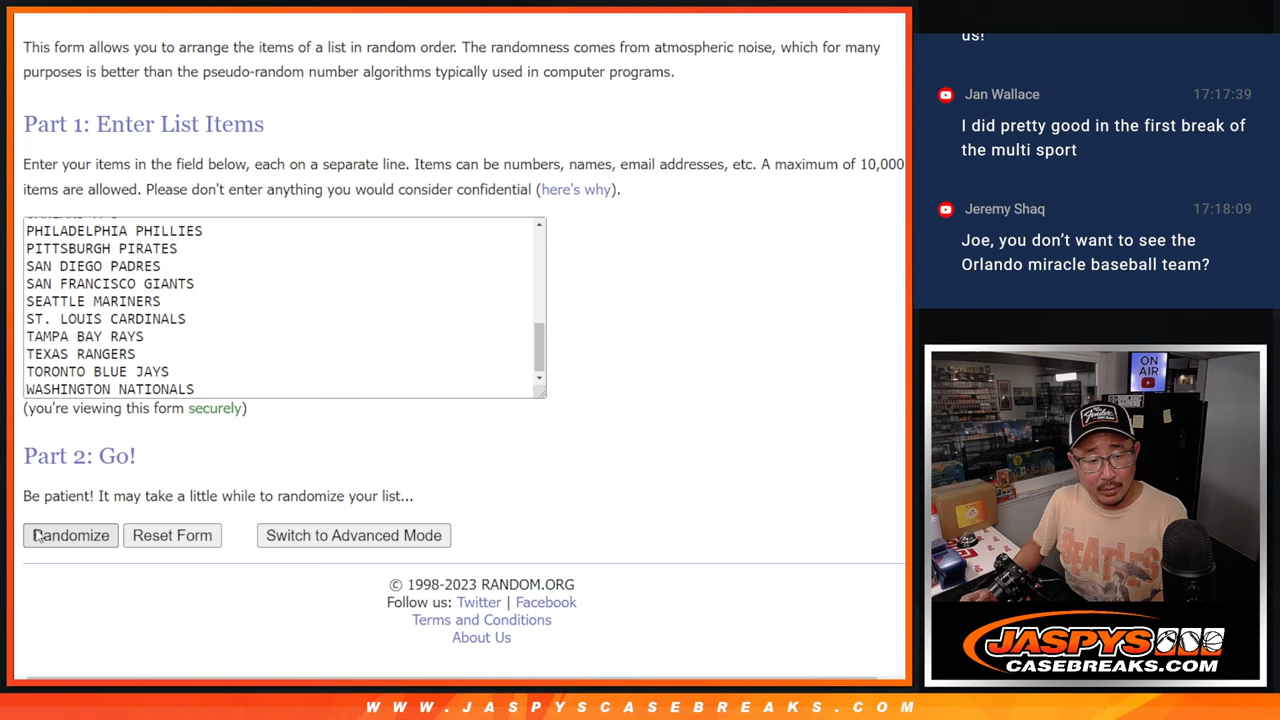 This form allows you to arrange the items of a list in random order. The randomness comes from atmospheric noise, which for many
purposes is better than the pseudo-random number algorithms typically used in computer programs.
Part 1: Enter List Items
Enter your items in the field below, each on a separate line. Items can be numbers, names, email addresses, etc. A maximum of 10,000
items are allowed. Please don't enter anything you would consider confidential (here's why).
PHILADELPHIA PHILLIES
PITTSBURGH PIRATES
SAN DIEGO PADRES
SAN FRANCISCO GIANTS
SEATTLE MARINERS
ST. LOUIS CARDINALS
TAMPA BAY RAYS
TEXAS RANGERS
TORONTO BLUE JAYS
WASHINGTON NATIONALS
(you're viewing this form securely)
Part 2: Go!
Be patient! It may take a little while to randomize your list...
Randomize Reset Form Switch to Advanced Mode
© 1998-2023 RANDOM.ORG
Follow us: Twitter | Facebook
Terms and Conditions
About Us
us!
Jan Wallace 17:17:39
I did pretty good in the first break of
the multi sport
Jeremy Shaq 17:18:09
Joe, you don’t want to see the
Orlando miracle baseball team?
ON
AIR
Fender
BEATLES
JASPYS
CASEBREAKS.COM
WWW.JASPYSCASEBREAKS.COM